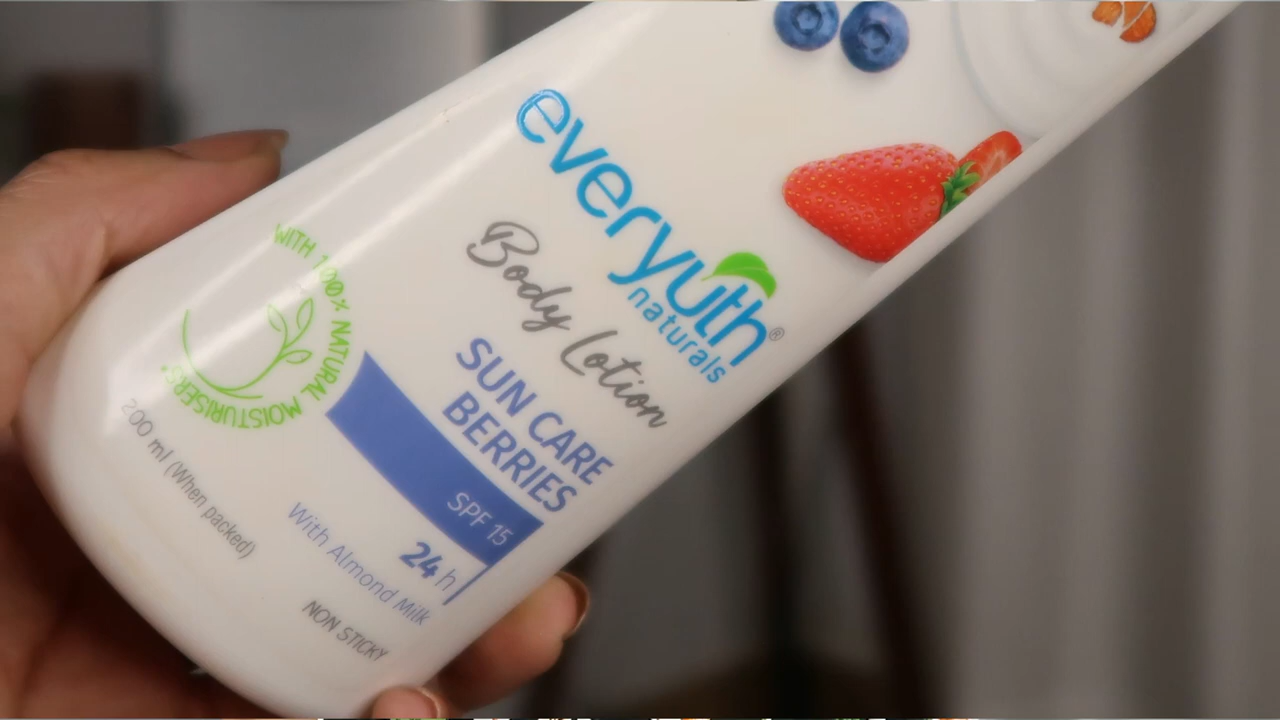 everyuth
naturals®
Body Lotion
SUN CARE
BERRIES
SPF 15
24 h
With Almond Milk
NON STICKY
WITH 100% NATURAL MOISTURISERS*
200 ml (When packed)